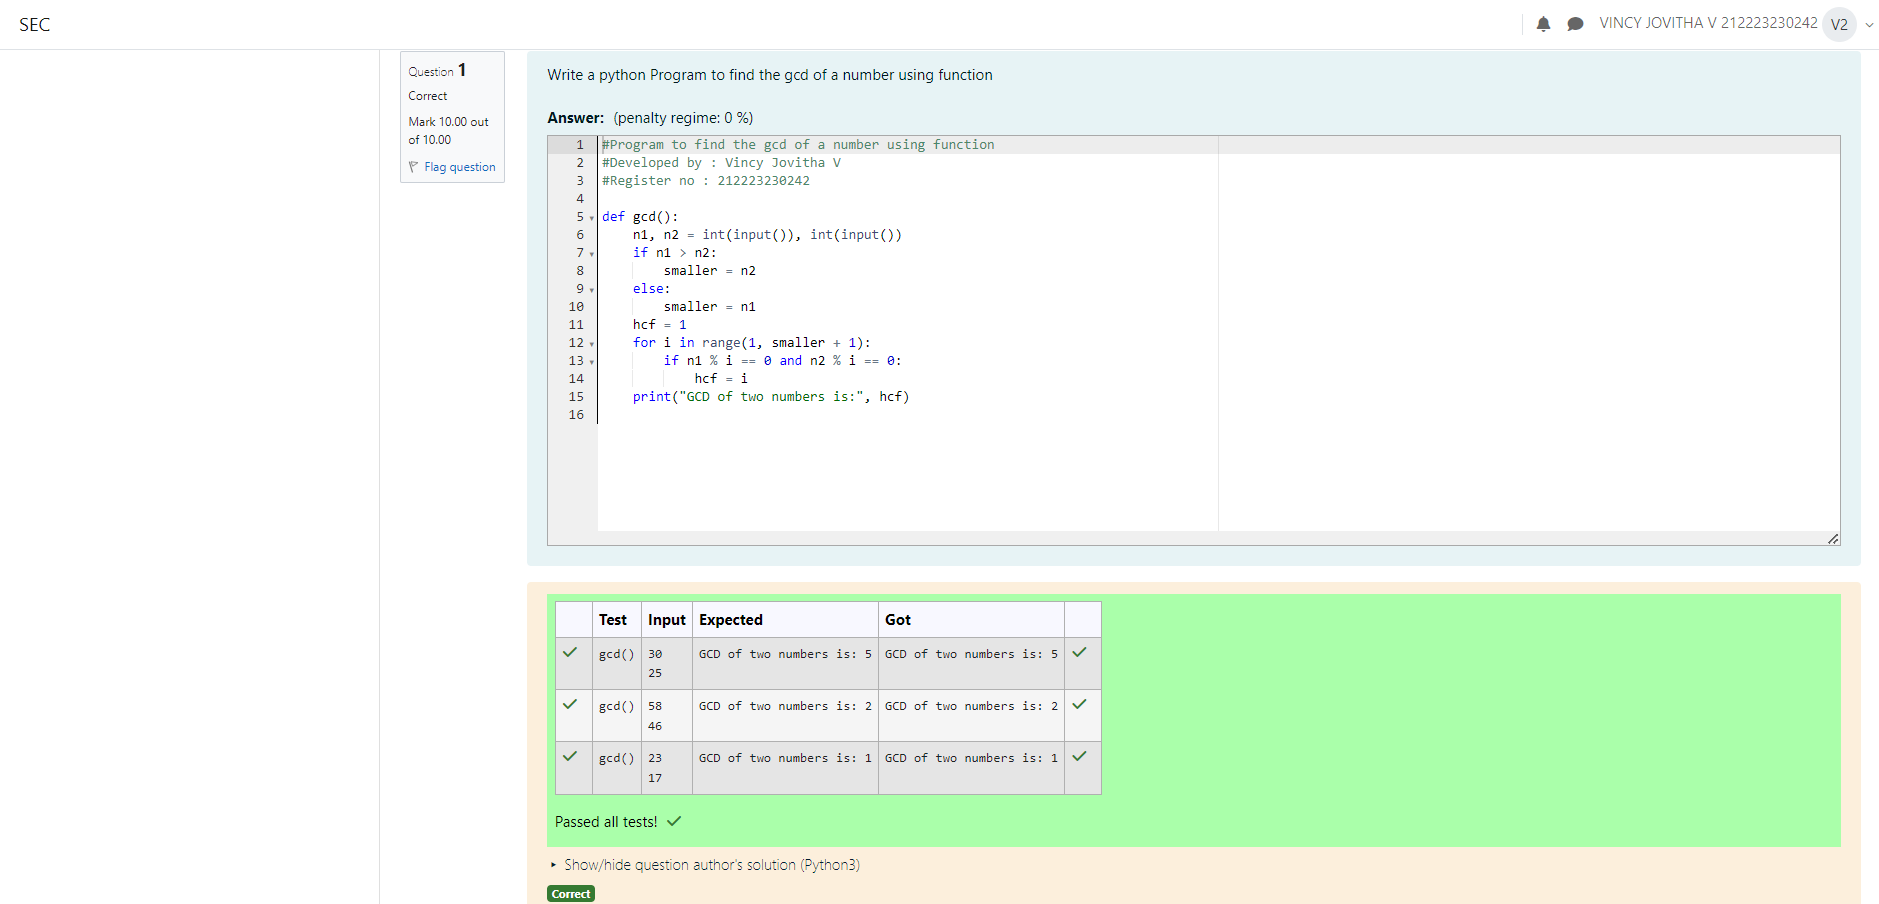 SEC
VINCY JOVITHA V 212223230242 V2
Question 1
Correct
Mark 10.00 out
of 10.00
Flag question
Write a python Program to find the gcd of a number using function
Answer: (penalty regime: 0 %)
1 #Program to find the gcd of a number using function
2 #Developed by : Vincy Jovitha V
3 #Register no : 212223230242
4
5 def gcd():
6     n1, n2 = int(input()), int(input())
7     if n1 > n2:
8         smaller = n2
9     else:
10         smaller = n1
11     hcf = 1
12     for i in range(1, smaller + 1):
13         if n1 % i == 0 and n2 % i == 0:
14             hcf = i
15     print("GCD of two numbers is:", hcf)
16
Test Input Expected Got
gcd() 30 GCD of two numbers is: 5 GCD of two numbers is: 5
25
gcd() 58 GCD of two numbers is: 2 GCD of two numbers is: 2
46
gcd() 23 GCD of two numbers is: 1 GCD of two numbers is: 1
17
Passed all tests!
Show/hide question author's solution (Python3)
Correct